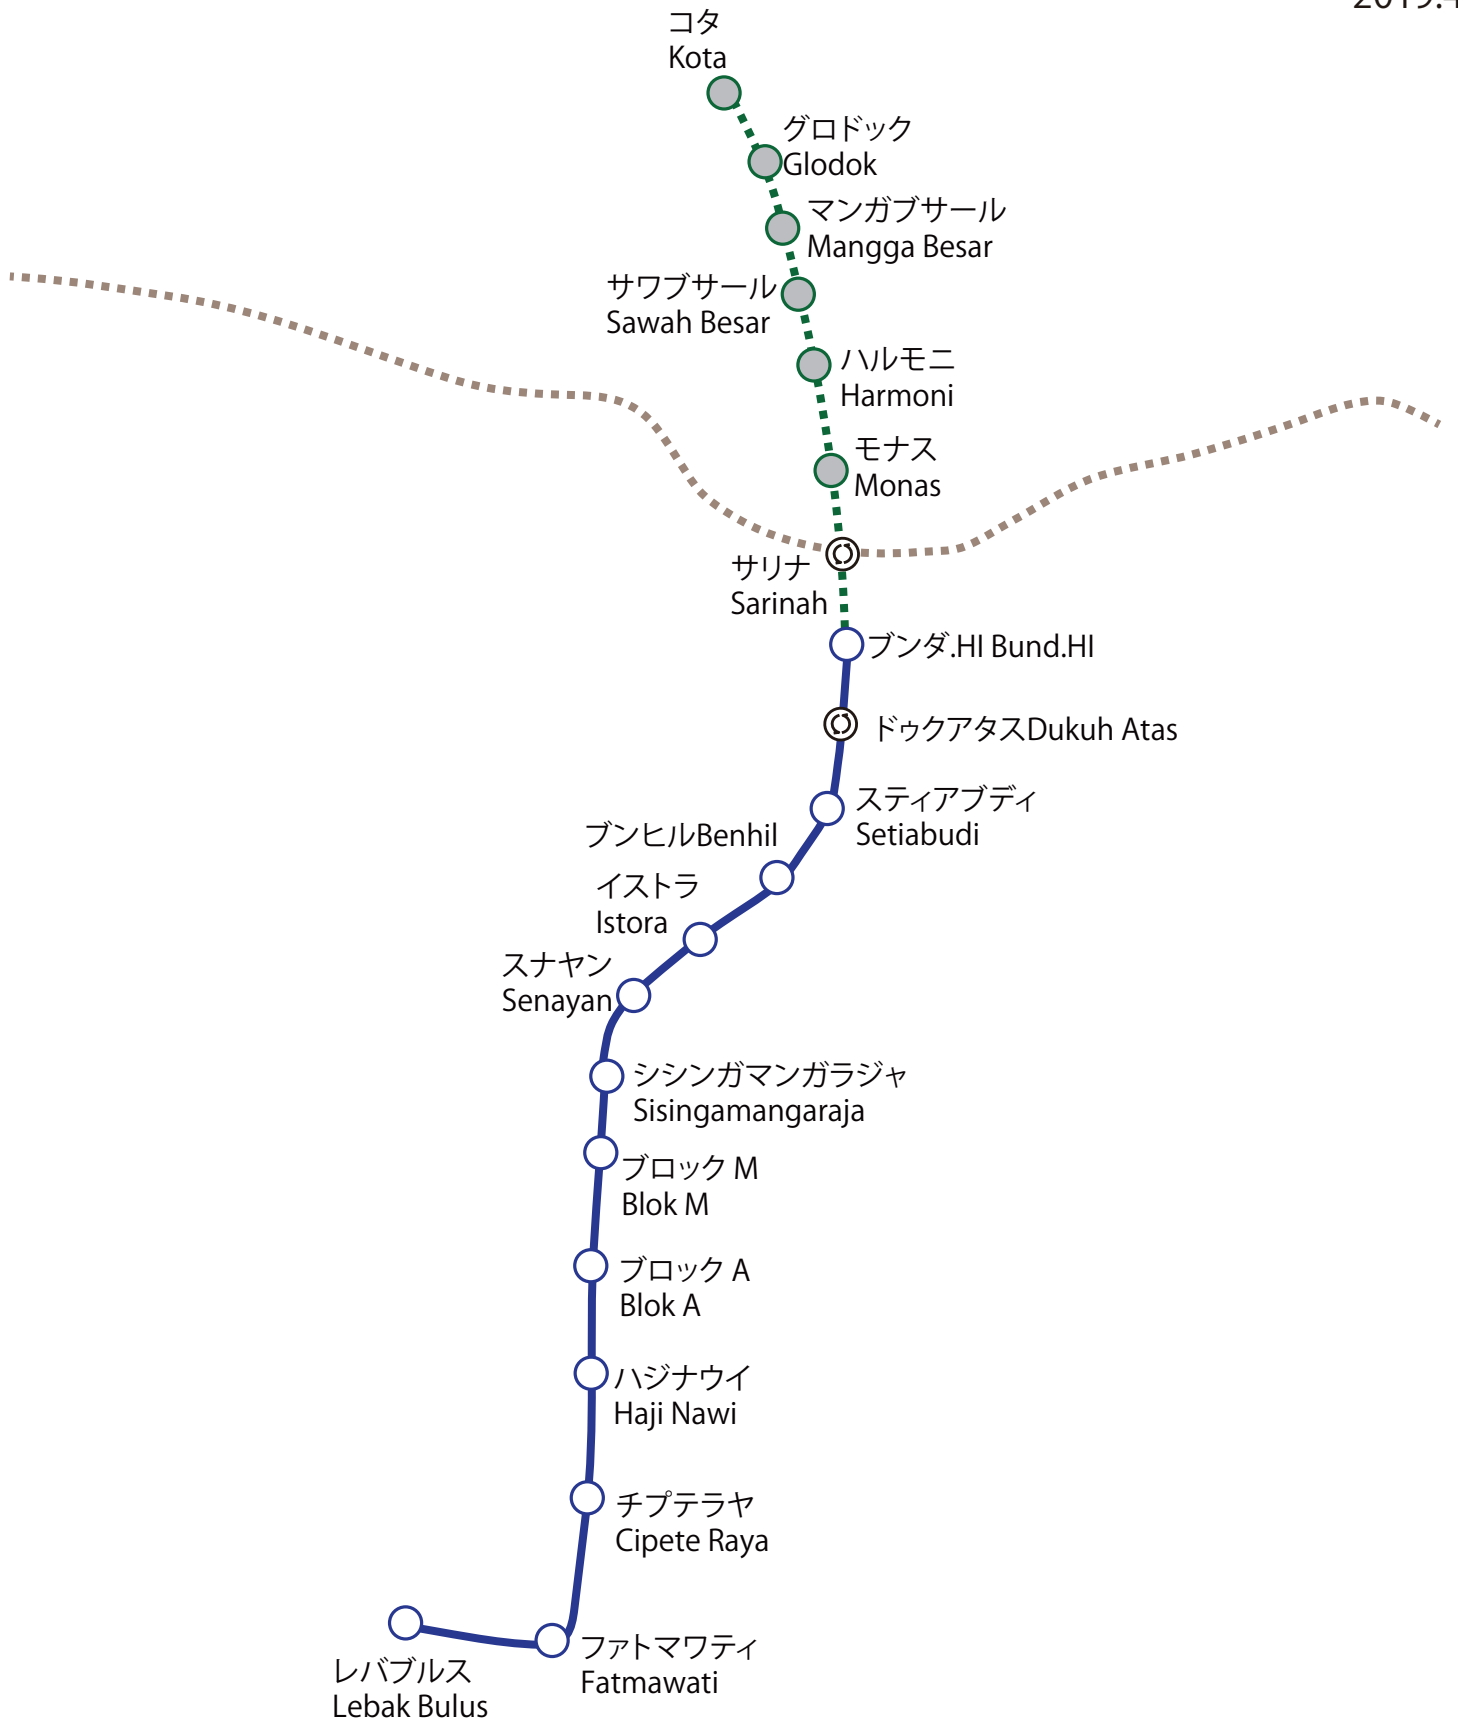 コタ
Kota
グロドック
Glodok
マンガブサール
Mangga Besar
サワブサール
Sawah Besar
ハルモニ
Harmoni
モナス
Monas
サリナ
Sarinah
ブンダ.HI Bund.HI
ドゥクアタスDukuh Atas
スティアブディ
Setiabudi
ブンヒルBenhil
イストラ
Istora
スナヤン
Senayan
シシンガマンガラジャ
Sisingamangaraja
ブロック M
Blok M
ブロック A
Blok A
ハジナウイ
Haji Nawi
チプテラヤ
Cipete Raya
ファトマワティ
Fatmawati
レバブルス
Lebak Bulus